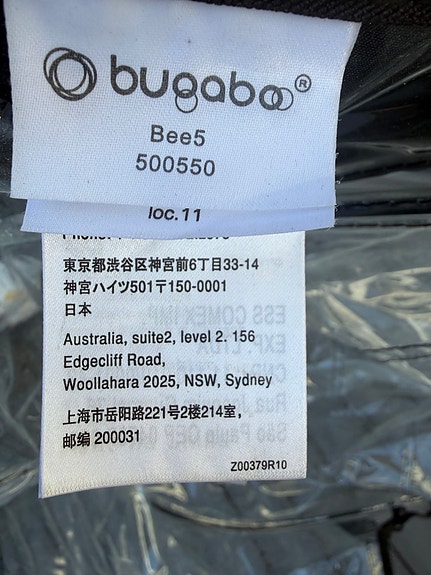 bugaboo®
Bee5
500550
loc.11
東京都渋谷区神宮前6丁目33-14
神宮ハイツ501〒150-0001
日本
Australia, suite2, level 2. 156
Edgecliff Road,
Woollahara 2025, NSW, Sydney
上海市岳阳路221号2楼214室,
邮编 200031
Z00379R10